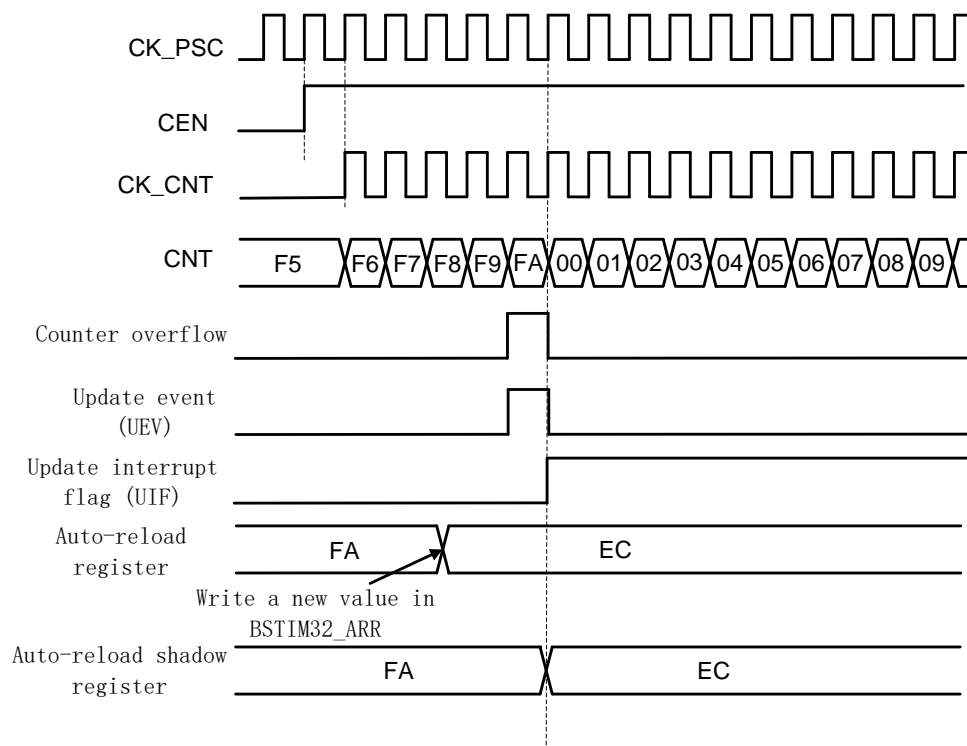 CK_PSC
CEN
CK_CNT
CNT
F5 F6 F7 F8 F9 FA 00 01 02 03 04 05 06 07 08 09
Counter overflow
Update event
(UEV)
Update interrupt
flag (UIF)
Auto-reload
register
FA EC
Write a new value in
BSTIM32_ARR
Auto-reload shadow
register
FA EC